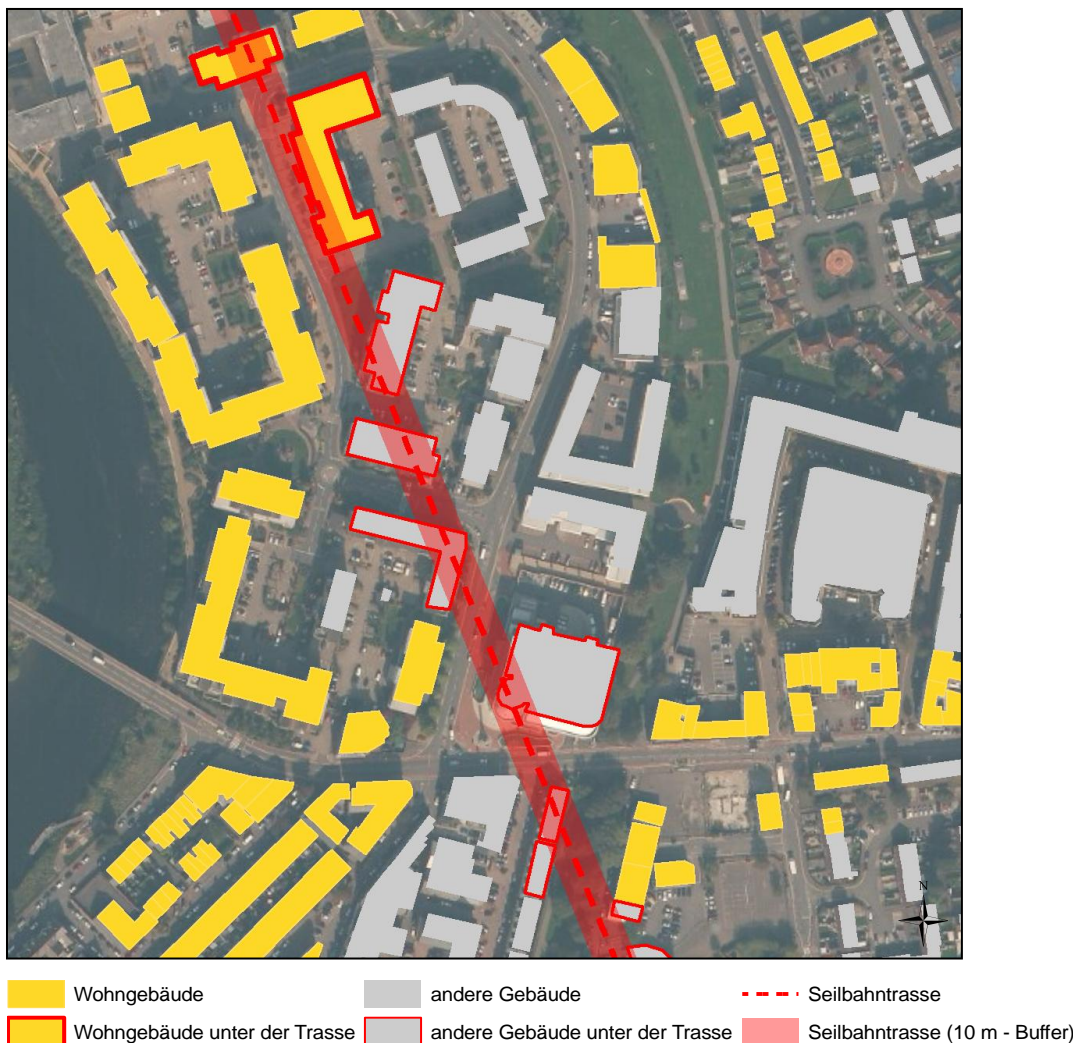 N
Wohngebäude
andere Gebäude
Seilbahntrasse
Wohngebäude unter der Trasse
andere Gebäude unter der Trasse
Seilbahntrasse (10 m - Buffer)